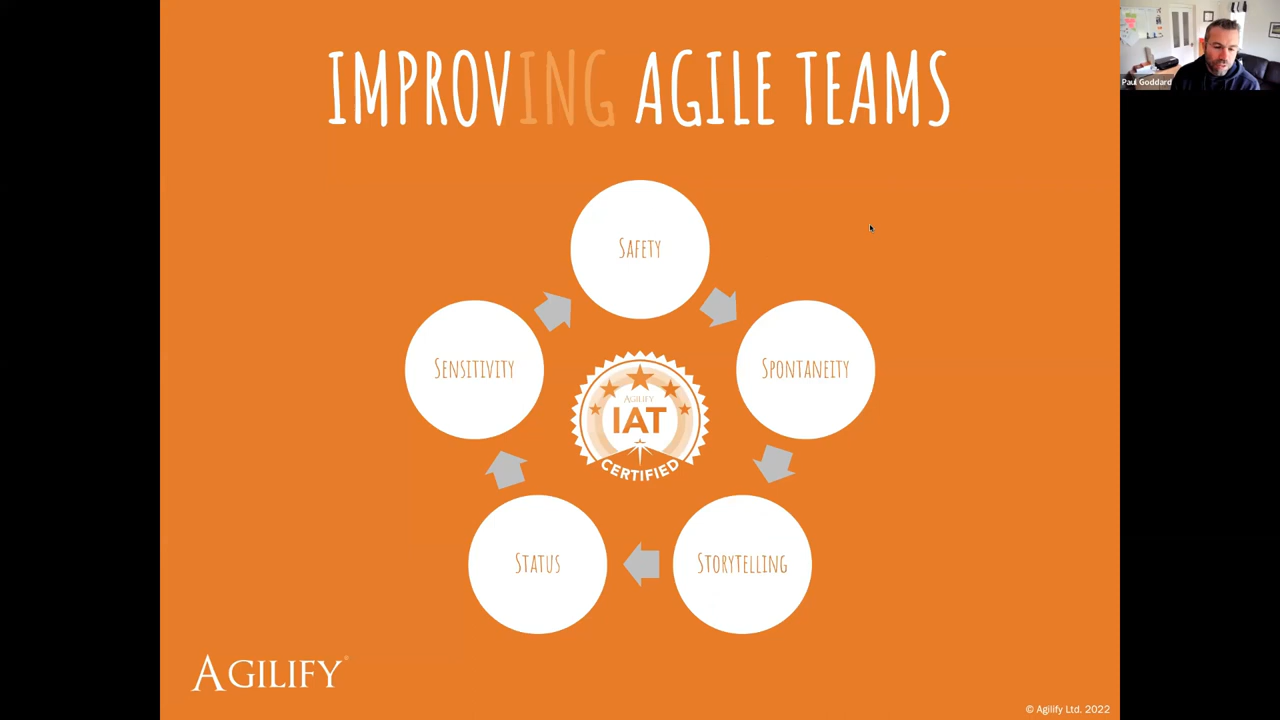 IMPROVING AGILE TEAMS
Paul Goddard
SAFETY
SENSITIVITY
SPONTANEITY
AGILIFY
IAT
CERTIFIED
STATUS
STORYTELLING
AGILIFY®
© Agilify Ltd. 2022